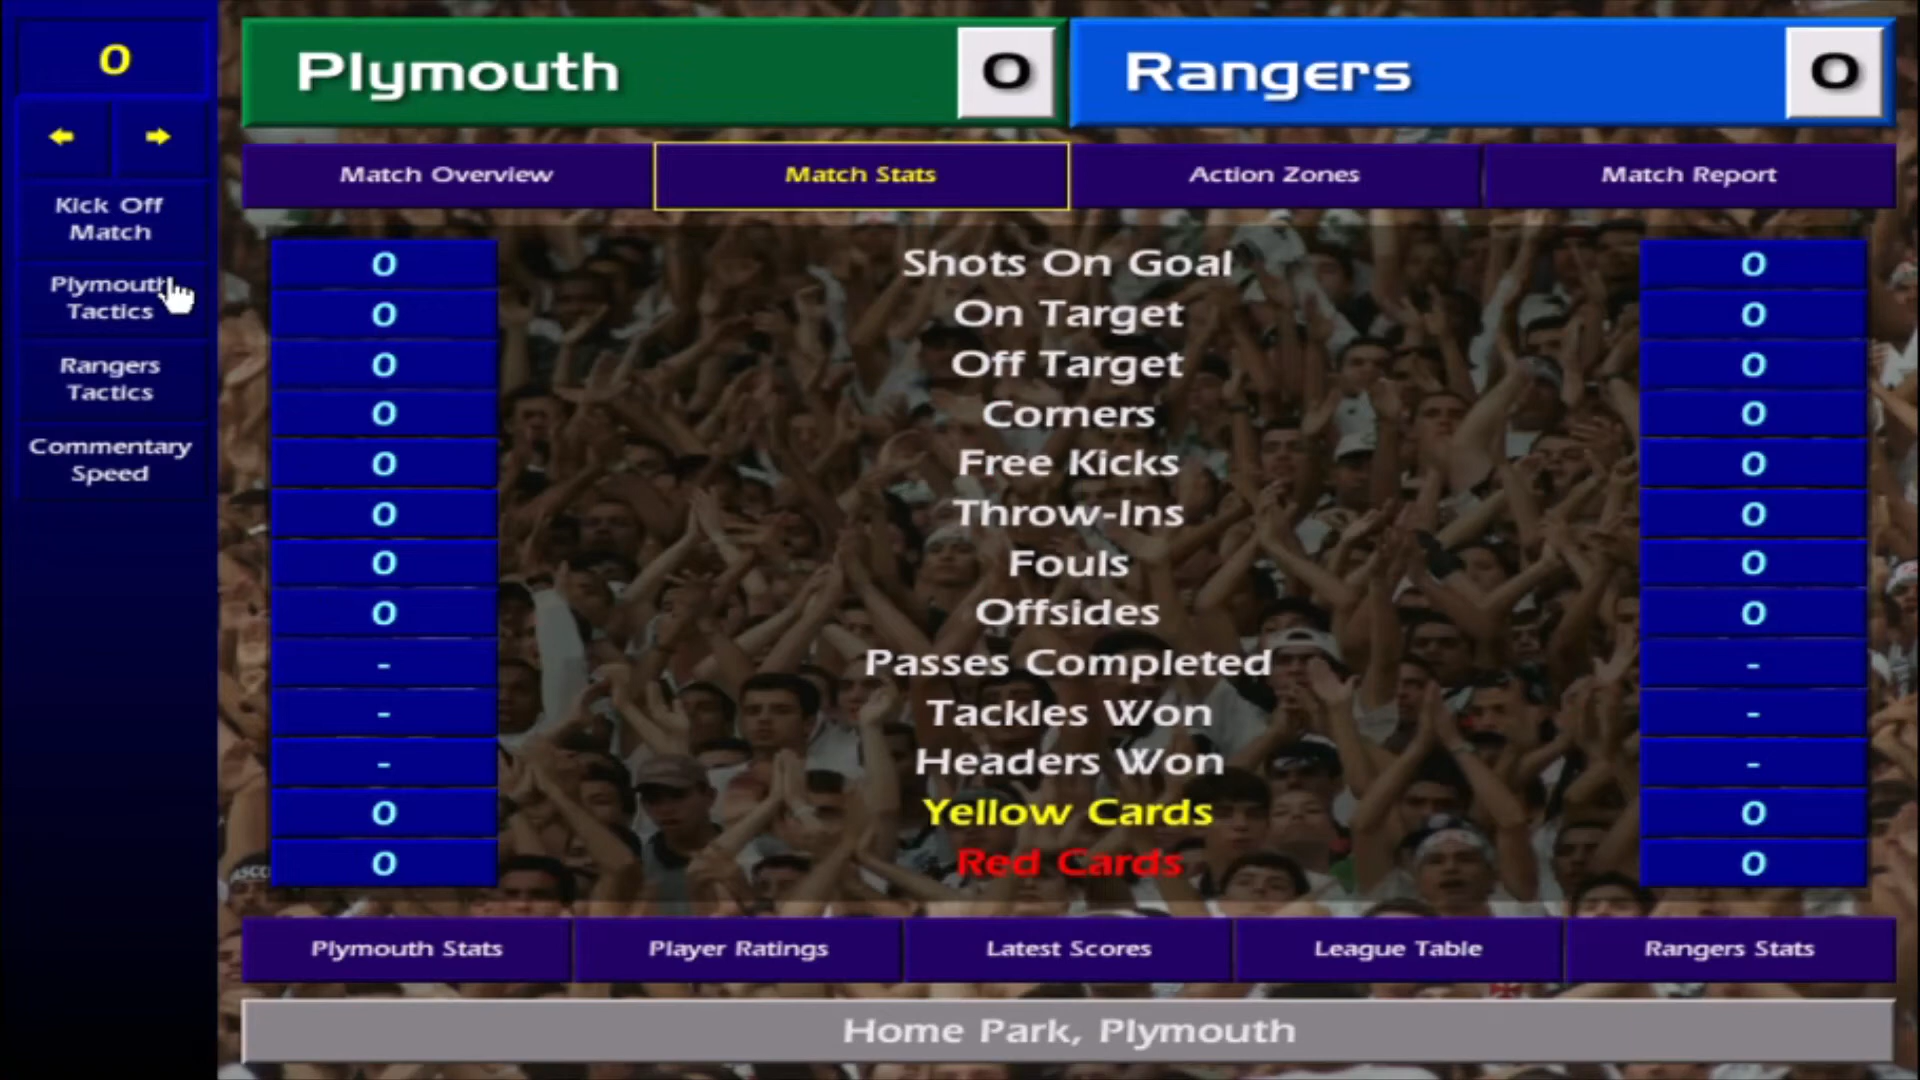 0
Kick Off
Match
Plymouth
Tactics
Rangers
Tactics
Commentary
Speed
Plymouth 0 Rangers 0
Match Overview Match Stats Action Zones Match Report
0 Shots On Goal 0
0 On Target 0
0 Off Target 0
0 Corners 0
0 Free Kicks 0
0 Throw-Ins 0
0 Fouls 0
0 Offsides 0
- Passes Completed -
- Tackles Won -
- Headers Won -
0 Yellow Cards 0
0 Red Cards 0
Plymouth Stats Player Ratings Latest Scores League Table Rangers Stats
Home Park, Plymouth